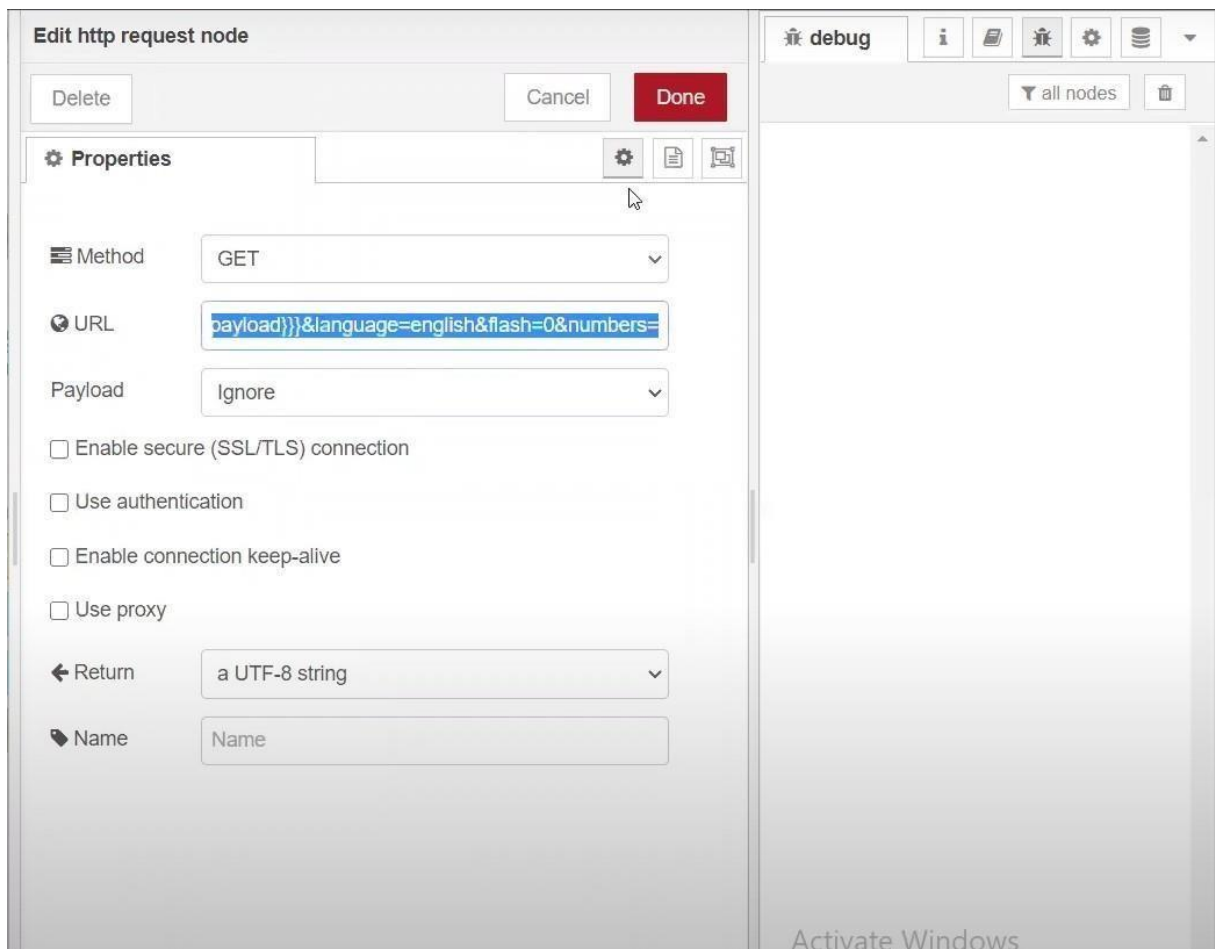 Edit http request node
debug
Delete
Cancel
Done
all nodes
Properties
Method
GET
URL
payload}}}&language=english&flash=0&numbers=
Payload
Ignore
Enable secure (SSL/TLS) connection
Use authentication
Enable connection keep-alive
Use proxy
Return
a UTF-8 string
Name
Name
Activate Windows